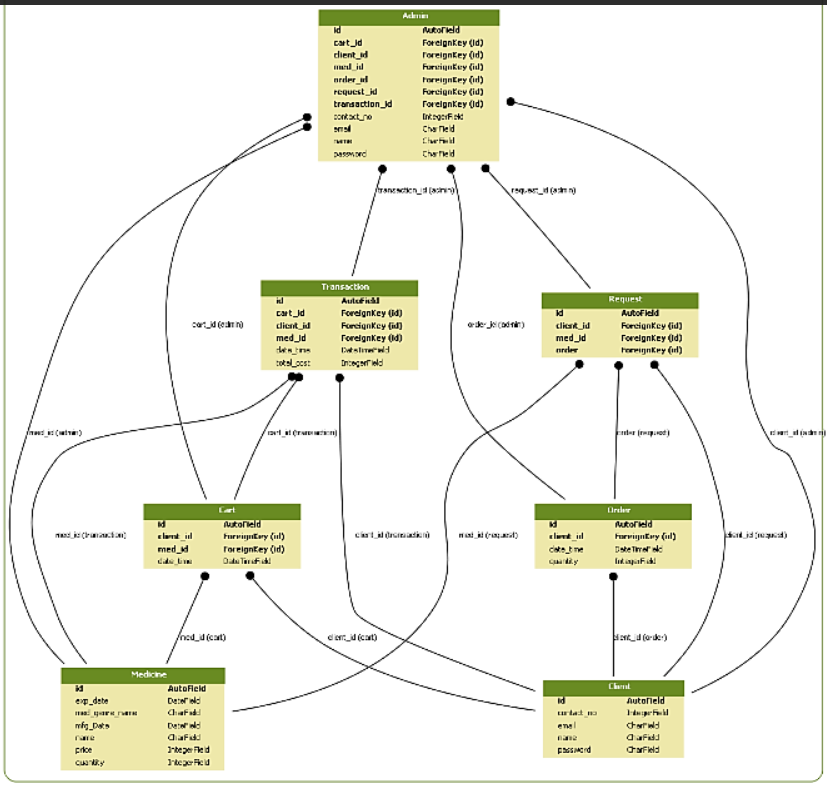 Admin
id AutoField
cart_id ForeignKey (id)
client_id ForeignKey (id)
med_id ForeignKey (id)
order_id ForeignKey (id)
request_id ForeignKey (id)
transaction_id ForeignKey (id)
contact_no IntegerField
email CharField
name CharField
password CharField
transaction_id (admin)
request_id (admin)
Transaction
id AutoField
cart_id ForeignKey (id)
client_id ForeignKey (id)
med_id ForeignKey (id)
date_time DateTimeField
total_cost IntegerField
Request
id AutoField
client_id ForeignKey (id)
med_id ForeignKey (id)
order ForeignKey (id)
cart_id (admin)
order_id (admin)
med_id (admin)
cart_id (transaction)
order (request)
client_id (admin)
Cart
id AutoField
client_id ForeignKey (id)
med_id ForeignKey (id)
date_time DateTimeField
Order
id AutoField
client_id ForeignKey (id)
date_time DateTimeField
quantity IntegerField
med_id (transaction)
client_id (transaction)
med_id (request)
client_id (request)
med_id (cart)
client_id (cart)
client_id (order)
Medicine
id AutoField
exp_date DateField
med_genre_name CharField
mfg_Date DateField
name CharField
price IntegerField
quantity IntegerField
Client
id AutoField
contact_no IntegerField
email CharField
name CharField
password CharField